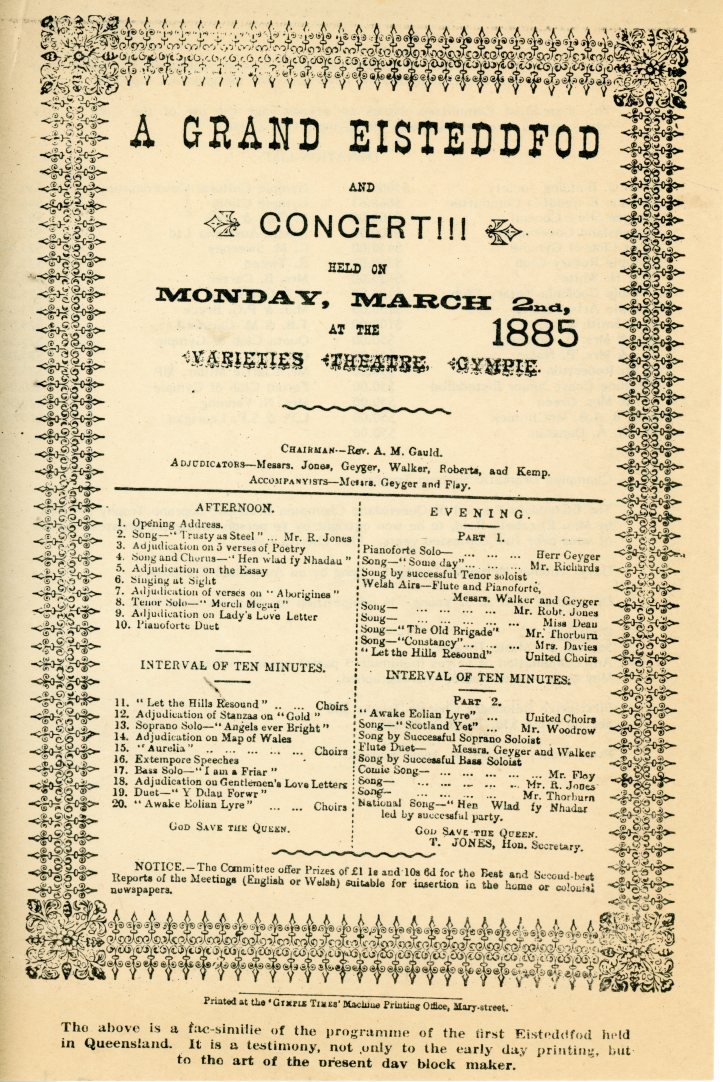 A GRAND EISTEDDFOD
AND
CONCERT!!!
HELD ON
MONDAY, MARCH 2nd,
1885
AT THE
VARIETIES THEATRE, GYMPIE.
CHAIRMAN—Rev. A. M. Gauld.
ADJUDICATORS—Messrs. Jones, Geyger, Walker, Roberts, and Kemp.
ACCOMPANYISTS—Messrs. Geyger and Flay.
AFTERNOON.
1. Opening Address.
2. Song—"Trusty as Steel" ... Mr. R. Jones
3. Adjudication on 5 verses of Poetry
4. Song and Chorus—"Hen wlad fy Nhadau"
5. Adjudication on the Essay
6. Singing at Sight
7. Adjudication of verses on "Aborigines"
8. Tenor Solo—"Merch Megan"
9. Adjudication on Lady's Love Letter
10. Pianoforte Duet
INTERVAL OF TEN MINUTES.
11. "Let the Hills Resound" ... ... Choirs
12. Adjudication of Stanzas on "Gold"
13. Soprano Solo—"Angels ever Bright"
14. Adjudication on Map of Wales
15. "Aurelia" ... ... ... ... Choirs
16. Extempore Speeches
17. Bass Solo—"I am a Friar"
18. Adjudication on Gentlemen's Love Letters
19. Duet—"Y Ddau Forwr"
20. "Awake Eolian Lyre" ... ... Choirs
GOD SAVE THE QUEEN.
EVENING.
PART 1.
Pianoforte Solo— ... ... ... Herr Geyger
Song—"Some day"... ... ... Mr. Richards
Song by successful Tenor soloist
Welsh Airs—Flute and Pianoforte,
Messrs. Walker and Geyger
Song— ... ... ... ... Mr. Robt. Jones
Song— ... ... ... ... Miss Deau
Song—"The Old Brigade" Mr. Thorburn
Song—"Constancy"... ... ... Mrs. Davies
"Let the Hills Resound" United Choirs
INTERVAL OF TEN MINUTES.
PART 2.
"Awake Eolian Lyre" ... United Choirs
Song—"Scotland Yet" ... Mr. Woodrow
Song by Successful Soprano Soloist
Flute Duet— Messrs. Geyger and Walker
Song by Successful Bass Soloist
Comic Song— ... ... ... ... Mr. Flay
Song— ... ... ... ... Mr. R. Jones
Song— ... ... ... Mr. Thorburn
National Song—"Hen Wlad fy Nhadar
led by successful party.
GOD SAVE THE QUEEN.
T. JONES, Hon. Secretary.
NOTICE.—The Committee offer Prizes of £1 1s and 10s 6d for the Best and Second-best
Reports of the Meetings (English or Welsh) suitable for insertion in the home or colonial
newspapers.
Printed at the 'GYMPIE TIMES' Machine Printing Office, Mary-street.
The above is a fac-similie of the programme of the first Eisteddfod held
in Queensland. It is a testimony, not only to the early day printing, but
to the art of the present day block maker.